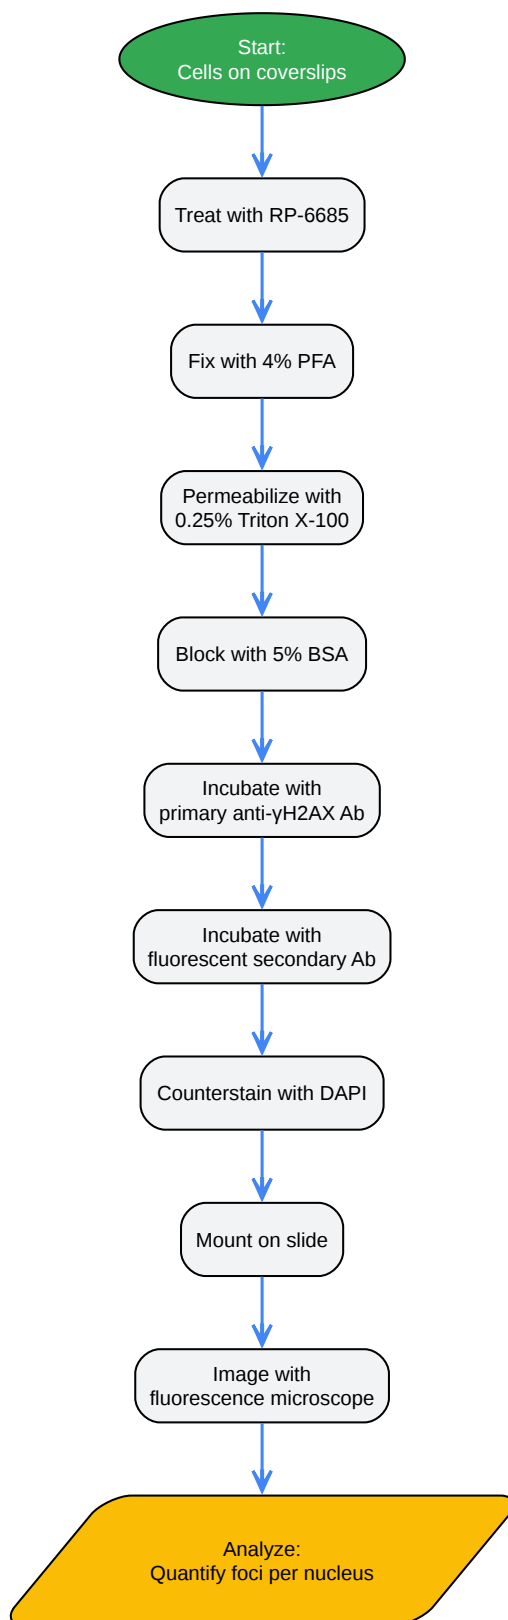 Start:
Cells on coverslips
Treat with RP-6685
Fix with 4% PFA
Permeabilize with
0.25% Triton X-100
Block with 5% BSA
Incubate with
primary anti-γH2AX Ab
Incubate with
fluorescent secondary Ab
Counterstain with DAPI
Mount on slide
Image with
fluorescence microscope
Analyze:
Quantify foci per nucleus